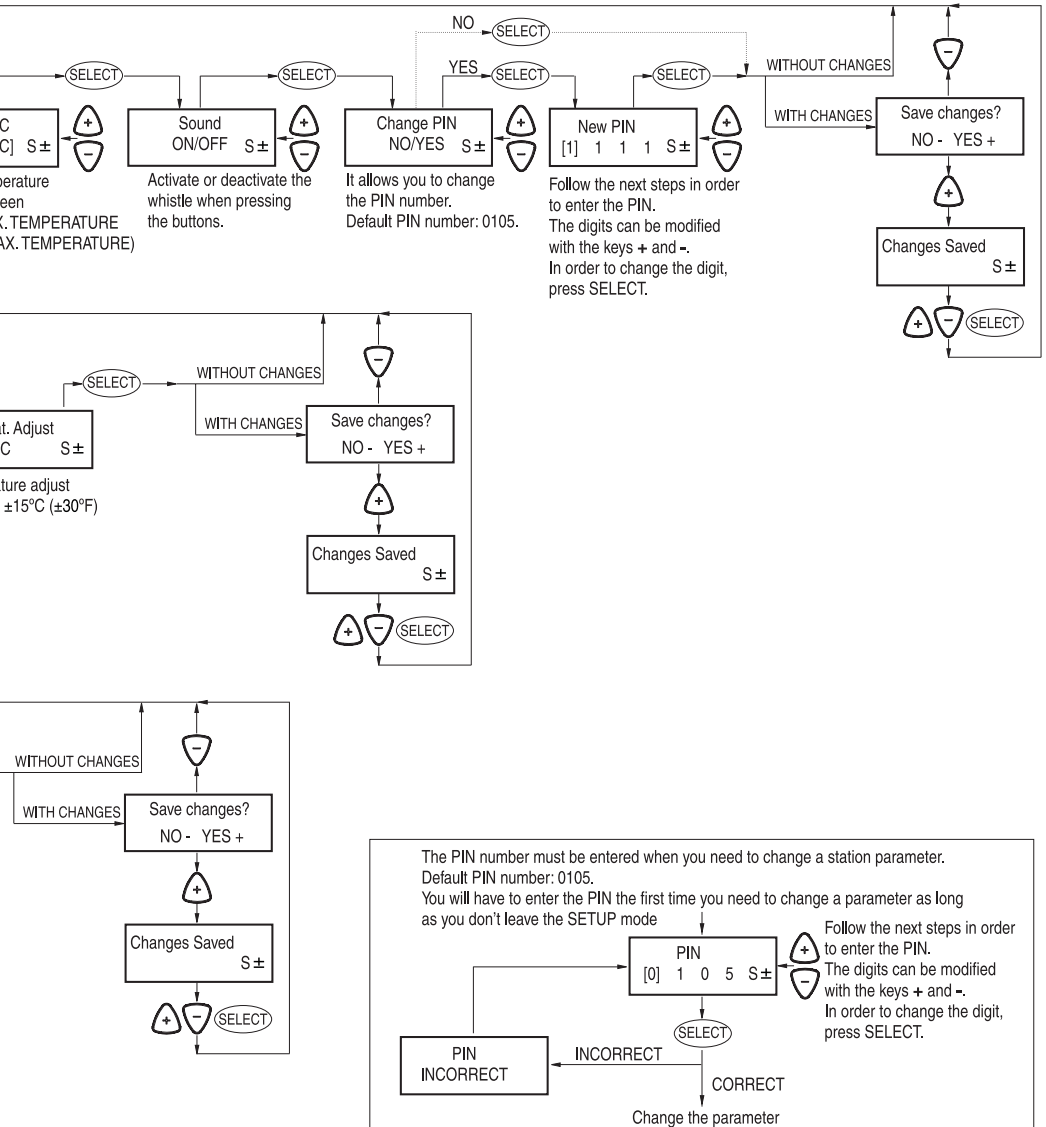 NO SELECT
SELECT SELECT YES SELECT SELECT WITHOUT CHANGES
C
C] S±
+
-
Sound
ON/OFF S±
+
-
Change PIN
NO/YES S±
+
-
New PIN
[1] 1 1 1 S±
+
-
WITH CHANGES
-
Save changes?
NO - YES +
+
Changes Saved
S±
+ - SELECT
perature
een
X. TEMPERATURE
AX. TEMPERATURE)
Activate or deactivate the
whistle when pressing
the buttons.
It allows you to change
the PIN number.
Default PIN number: 0105.
Follow the next steps in order
to enter the PIN.
The digits can be modified
with the keys + and -.
In order to change the digit,
press SELECT.
SELECT
WITHOUT CHANGES
WITH CHANGES
t. Adjust
C S±
ture adjust
±15ºC (±30ºF)
-
Save changes?
NO - YES +
+
Changes Saved
S±
+ - SELECT
WITHOUT CHANGES
WITH CHANGES
-
Save changes?
NO - YES +
+
Changes Saved
S±
+ - SELECT
The PIN number must be entered when you need to change a station parameter.
Default PIN number: 0105.
You will have to enter the PIN the first time you need to change a parameter as long
as you don't leave the SETUP mode
PIN
[0] 1 0 5 S±
+
-
Follow the next steps in order
to enter the PIN.
The digits can be modified
with the keys + and -.
In order to change the digit,
press SELECT.
SELECT
INCORRECT
PIN
INCORRECT
CORRECT
Change the parameter